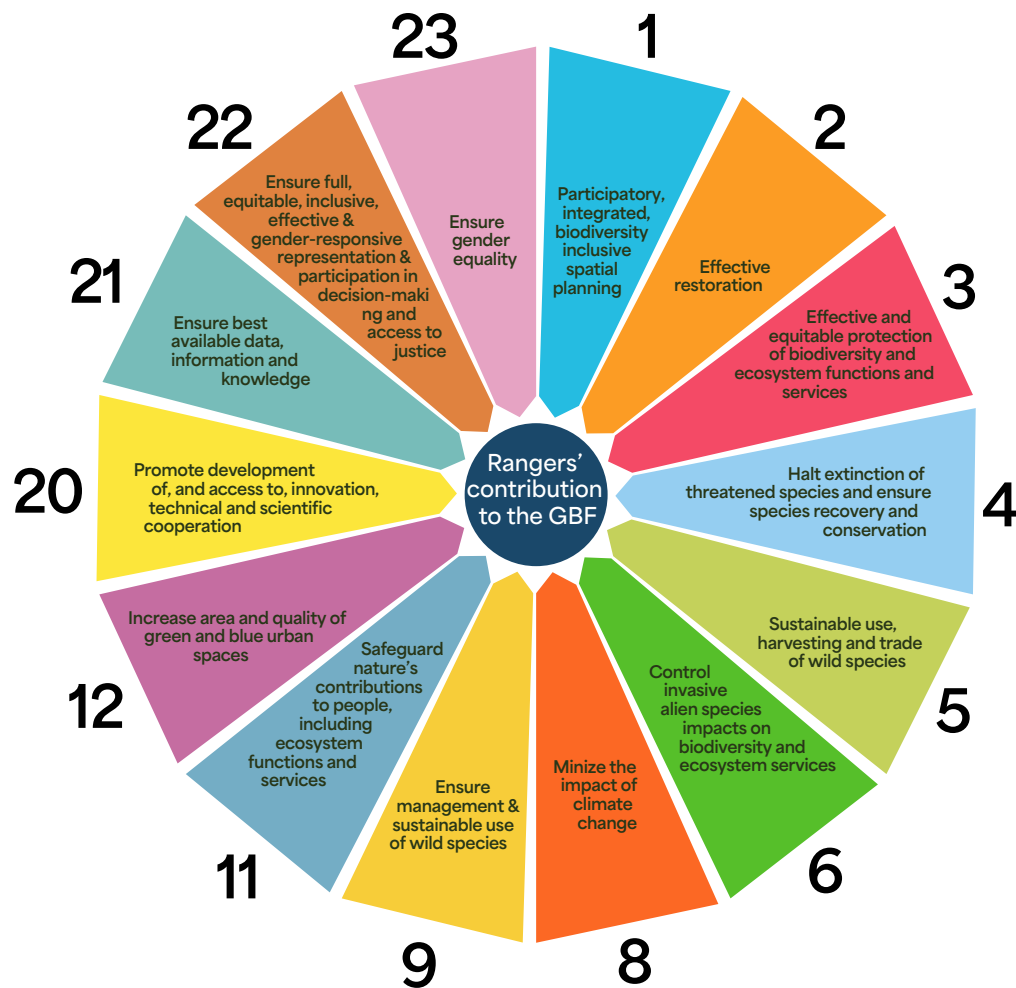 Rangers'
contribution
to the GBF
1
Participatory,
integrated,
biodiversity
inclusive
spatial
planning
2
Effective
restoration
3
Effective and
equitable protection
of biodiversity and
ecosystem functions and
services
4
Halt extinction of
threatened species and ensure
species recovery and
conservation
5
Sustainable use,
harvesting and trade
of wild species
6
Control
invasive
alien species
impacts on
biodiversity and
ecosystem services
8
Minize the
impact of
climate
change
9
Ensure
management &
sustainable use
of wild species
11
Safeguard
nature's
contributions
to people,
including
ecosystem
functions and
services
12
Increase area and quality of
green and blue urban
spaces
20
Promote development
of, and access to, innovation,
technical and scientific
cooperation
21
Ensure best
available data,
information and
knowledge
22
Ensure full,
equitable, inclusive,
effective &
gender-responsive
representation &
participation in
decision-maki
ng and
access to
justice
23
Ensure
gender
equality